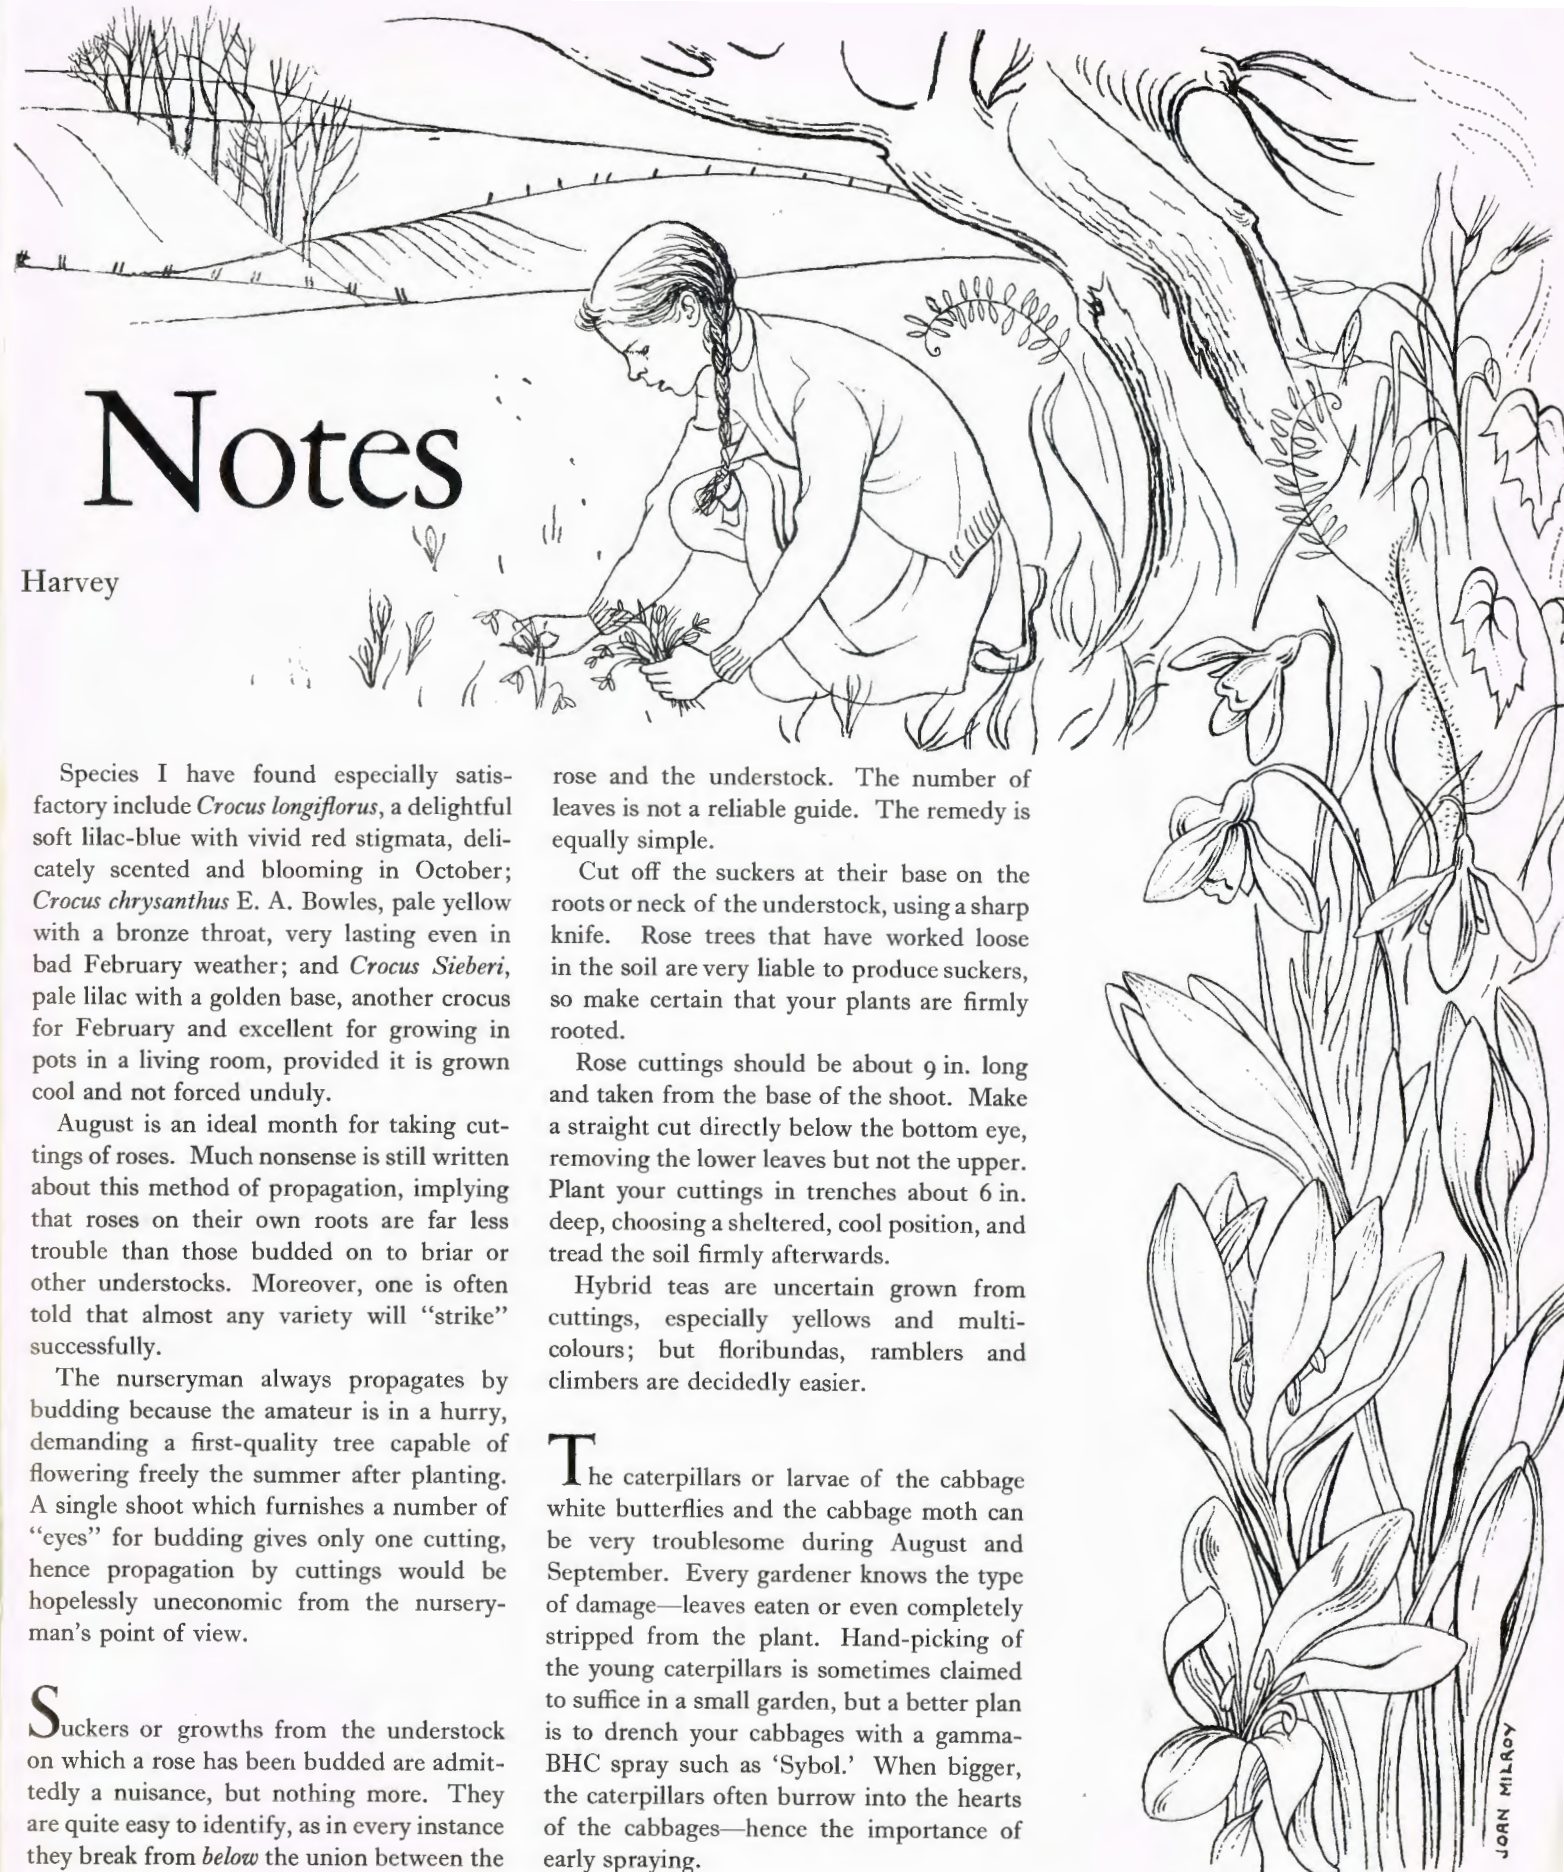 Notes
Harvey
Species I have found especially satis-
factory include Crocus longiflorus, a delightful
soft lilac-blue with vivid red stigmata, deli-
cately scented and blooming in October;
Crocus chrysanthus E. A. Bowles, pale yellow
with a bronze throat, very lasting even in
bad February weather; and Crocus Sieberi,
pale lilac with a golden base, another crocus
for February and excellent for growing in
pots in a living room, provided it is grown
cool and not forced unduly.
August is an ideal month for taking cut-
tings of roses. Much nonsense is still written
about this method of propagation, implying
that roses on their own roots are far less
trouble than those budded on to briar or
other understocks. Moreover, one is often
told that almost any variety will “strike”
successfully.
The nurseryman always propagates by
budding because the amateur is in a hurry,
demanding a first-quality tree capable of
flowering freely the summer after planting.
A single shoot which furnishes a number of
“eyes” for budding gives only one cutting,
hence propagation by cuttings would be
hopelessly uneconomic from the nursery-
man’s point of view.
Suckers or growths from the understock
on which a rose has been budded are admit-
tedly a nuisance, but nothing more. They
are quite easy to identify, as in every instance
they break from below the union between the
rose and the understock. The number of
leaves is not a reliable guide. The remedy is
equally simple.
Cut off the suckers at their base on the
roots or neck of the understock, using a sharp
knife. Rose trees that have worked loose
in the soil are very liable to produce suckers,
so make certain that your plants are firmly
rooted.
Rose cuttings should be about 9 in. long
and taken from the base of the shoot. Make
a straight cut directly below the bottom eye,
removing the lower leaves but not the upper.
Plant your cuttings in trenches about 6 in.
deep, choosing a sheltered, cool position, and
tread the soil firmly afterwards.
Hybrid teas are uncertain grown from
cuttings, especially yellows and multi-
colours; but floribundas, ramblers and
climbers are decidedly easier.
The caterpillars or larvae of the cabbage
white butterflies and the cabbage moth can
be very troublesome during August and
September. Every gardener knows the type
of damage—leaves eaten or even completely
stripped from the plant. Hand-picking of
the young caterpillars is sometimes claimed
to suffice in a small garden, but a better plan
is to drench your cabbages with a gamma-
BHC spray such as ‘Sybol.’ When bigger,
the caterpillars often burrow into the hearts
of the cabbages—hence the importance of
early spraying.
JOAN MILROY